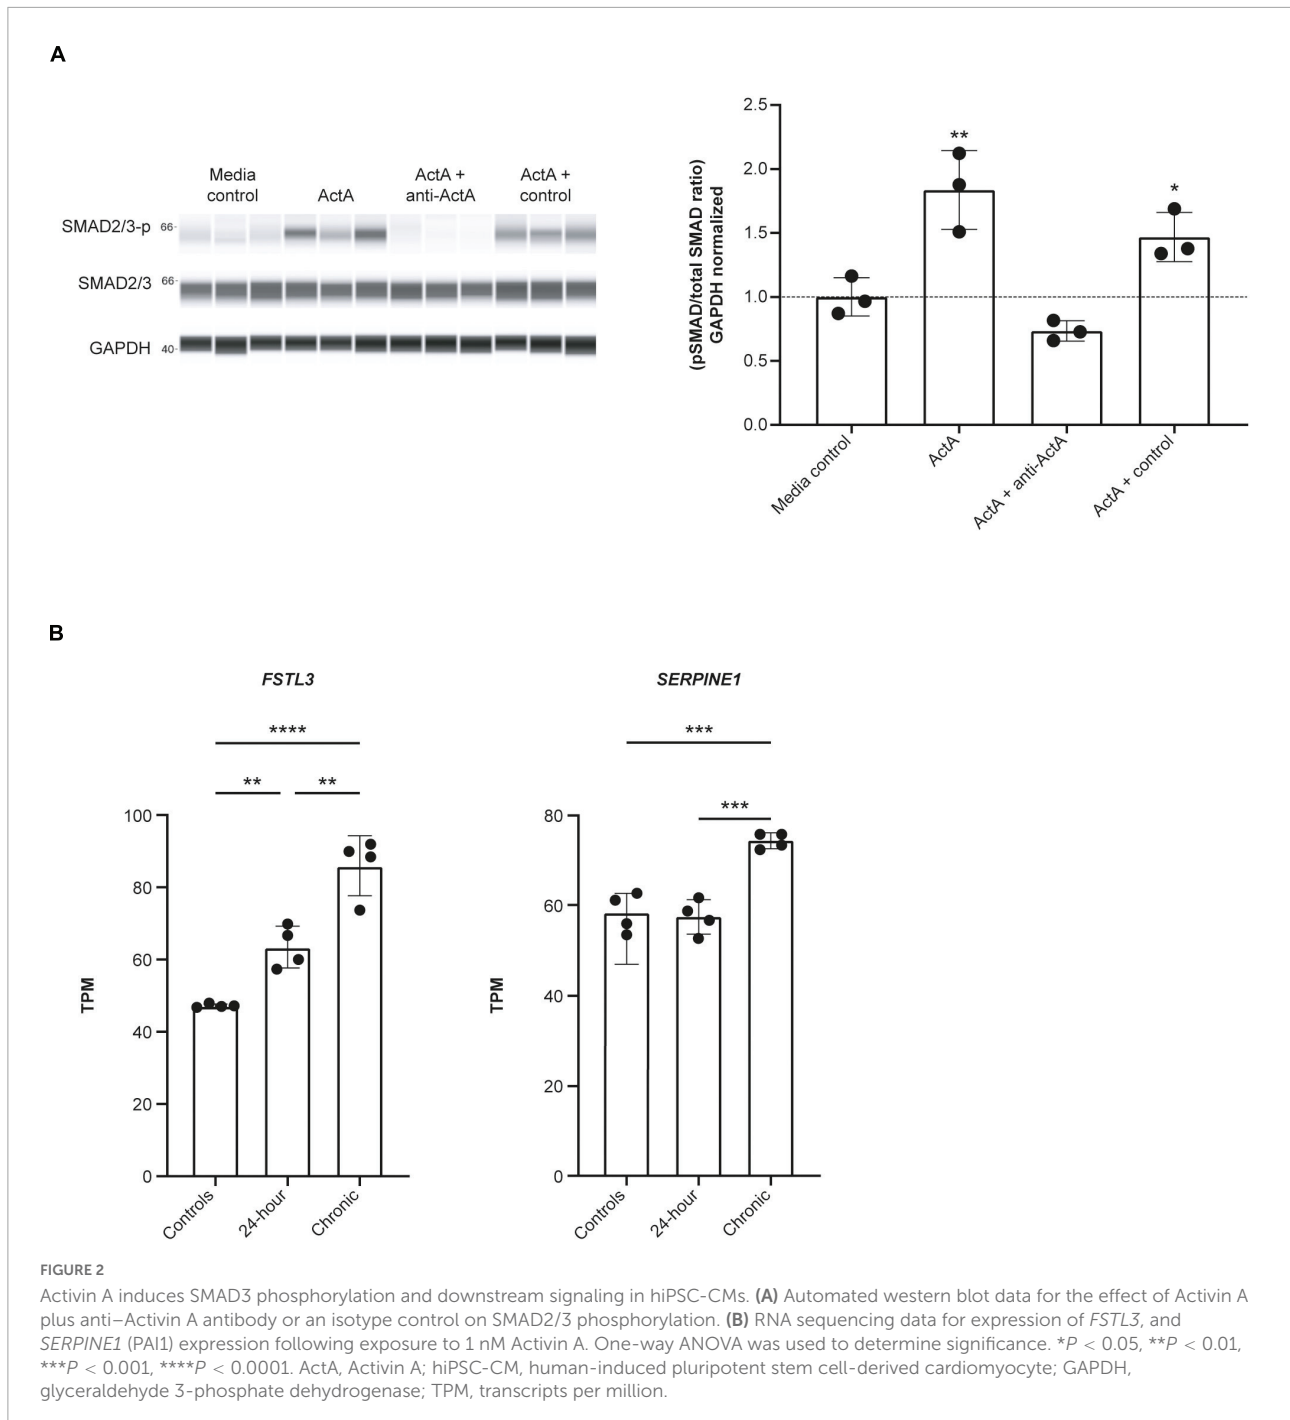 A
Media
control
ActA
ActA +
anti-ActA
ActA +
control
SMAD2/3-p
66-
SMAD2/3
66-
GAPDH
40-
(pSMAD/total SMAD ratio)
GAPDH normalized
2.5
2.0
1.5
1.0
0.5
0.0
**
*
Media control
ActA
ActA + anti-ActA
ActA + control
B
FSTL3
****
**
**
TPM
100
80
60
40
20
0
Controls
24-hour
Chronic
SERPINE1
***
***
TPM
80
60
40
20
0
Controls
24-hour
Chronic
FIGURE 2
Activin A induces SMAD3 phosphorylation and downstream signaling in hiPSC-CMs. (A) Automated western blot data for the effect of Activin A
plus anti–Activin A antibody or an isotype control on SMAD2/3 phosphorylation. (B) RNA sequencing data for expression of FSTL3, and
SERPINE1 (PAI1) expression following exposure to 1 nM Activin A. One-way ANOVA was used to determine significance. *P < 0.05, **P < 0.01,
***P < 0.001, ****P < 0.0001. ActA, Activin A; hiPSC-CM, human-induced pluripotent stem cell-derived cardiomyocyte; GAPDH,
glyceraldehyde 3-phosphate dehydrogenase; TPM, transcripts per million.